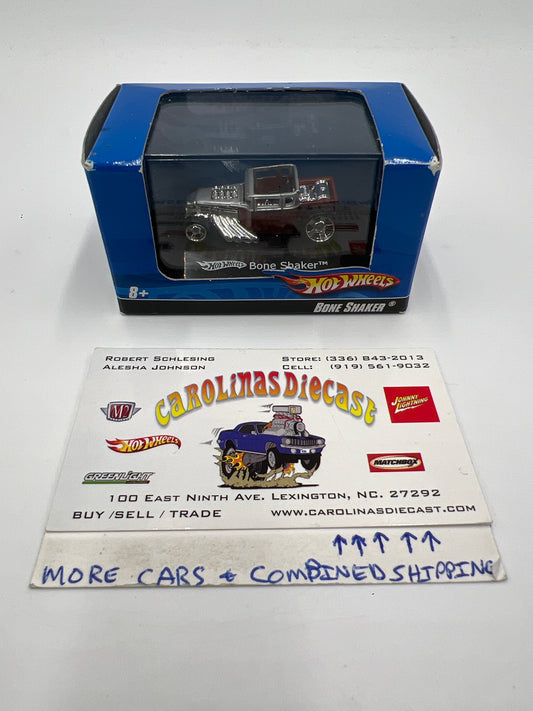 Hot Wheels Bone Shaker™
8+
Hot Wheels
Bone Shaker ®
Robert Schlesing Store: (336) 843-2013
Alesha Johnson Cell: (919) 561-9032
CAROLINAS DIECAST
M2
JOHNNY LIGHTNING
Hot Wheels
MATCHBOX
GREENLIGHT
100 East Ninth Ave. Lexington, NC. 27292
BUY /SELL / TRADE www.carolinasdiecast.com
↑↑↑ ↑↑
MORE CARS + COMBINED SHIPPING